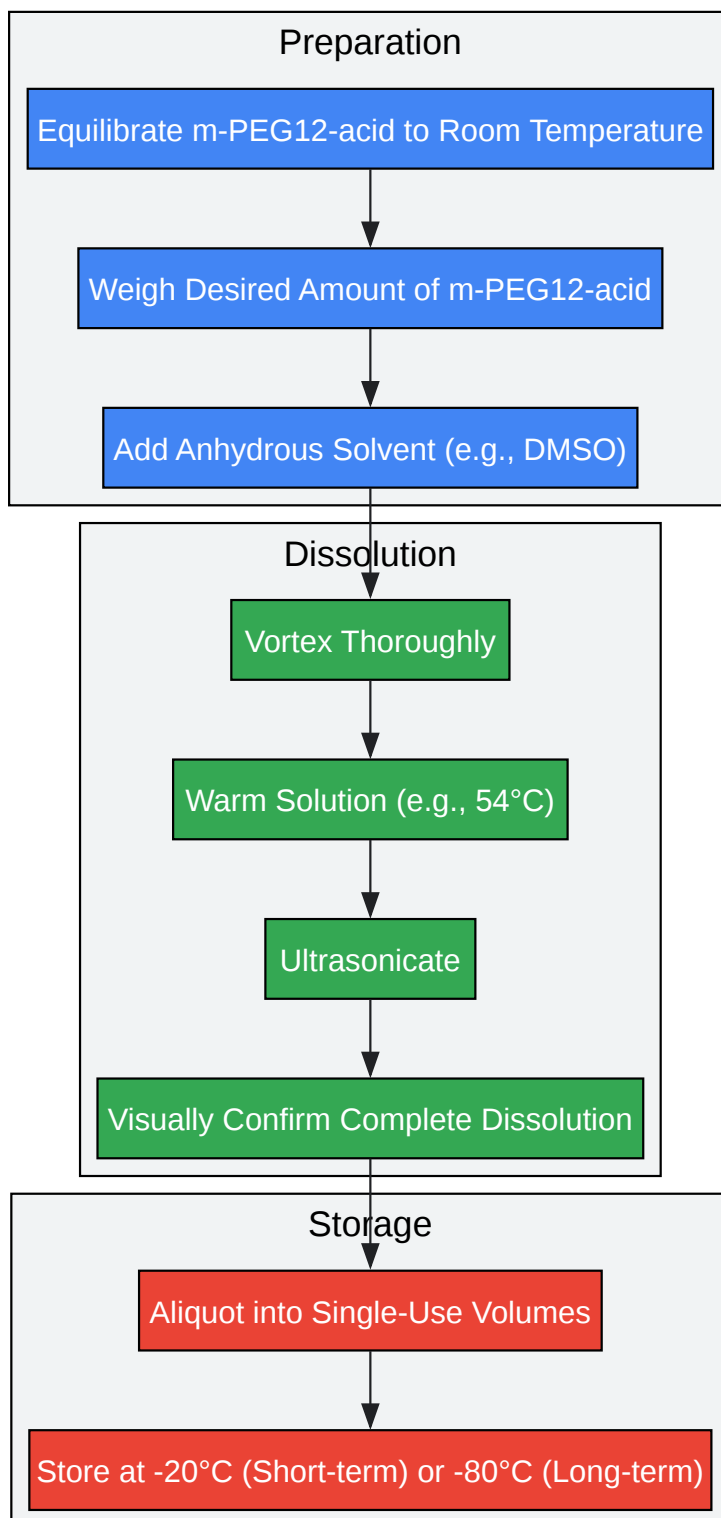 Preparation
Equilibrate m-PEG12-acid to Room Temperature
Weigh Desired Amount of m-PEG12-acid
Add Anhydrous Solvent (e.g., DMSO)
Dissolution
Vortex Thoroughly
Warm Solution (e.g., 54°C)
Ultrasonicate
Visually Confirm Complete Dissolution
Storage
Aliquot into Single-Use Volumes
Store at -20°C (Short-term) or -80°C (Long-term)